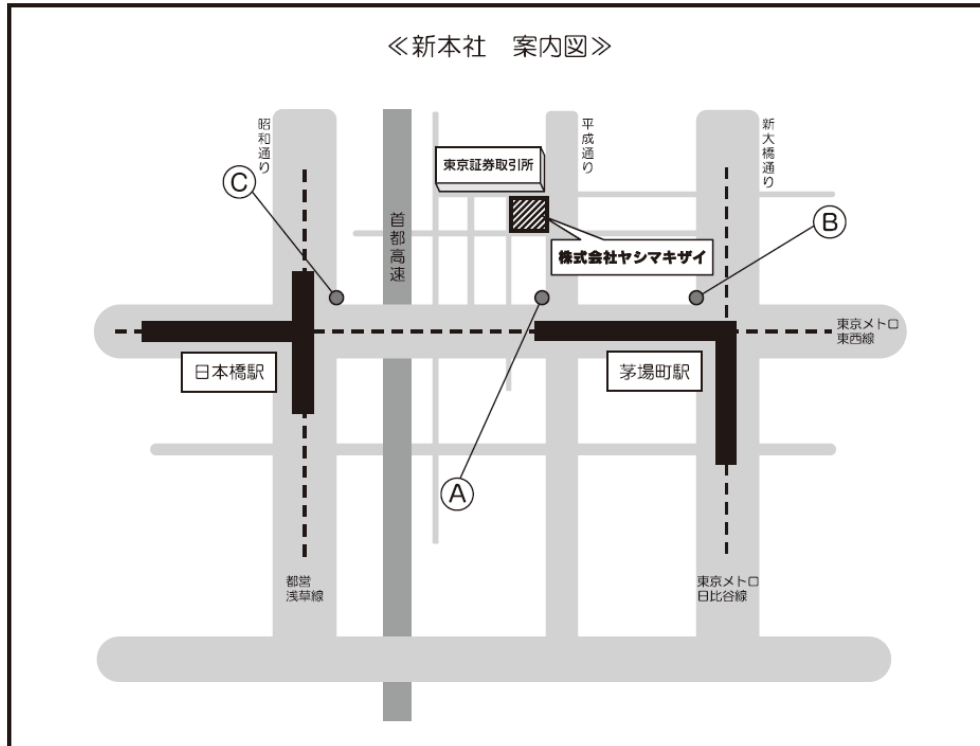 ≪新本社　案内図≫
昭和通り
平成通り
新大橋通り
東京証券取引所
C
首都高速
B
株式会社ヤシマキザイ
東京メトロ
東西線
日本橋駅
茅場町駅
A
都営
浅草線
東京メトロ
日比谷線